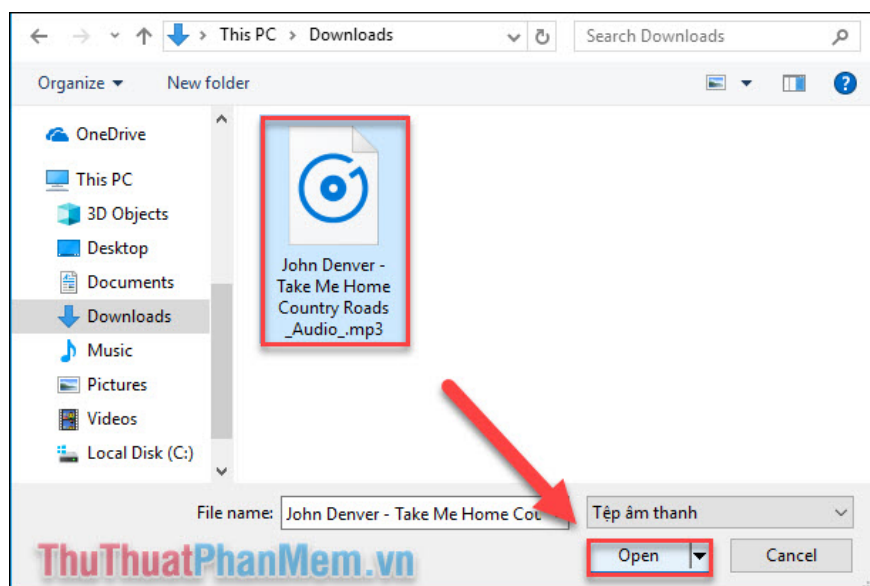 This PC > Downloads
Search Downloads
Organize
New folder
OneDrive
This PC
3D Objects
Desktop
Documents
Downloads
Music
Pictures
Videos
Local Disk (C:)
John Denver -
Take Me Home
Country Roads
_Audio_.mp3
File name:
John Denver - Take Me Home Cou
Tệp âm thanh
Open
Cancel
ThuThuatPhanMem.vn